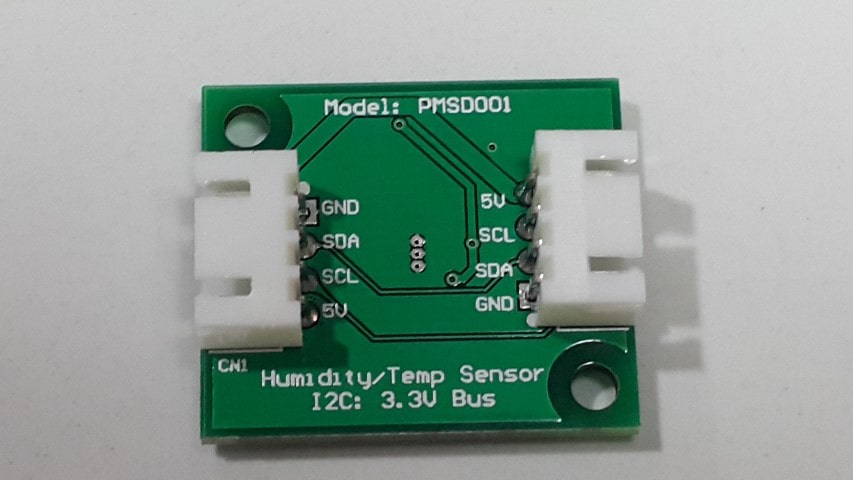 Model: PMSD001
GND
SDA
SCL
5V
5V
SCL
SDA
GND
CN1
Humidity/Temp Sensor
I2C: 3.3V Bus